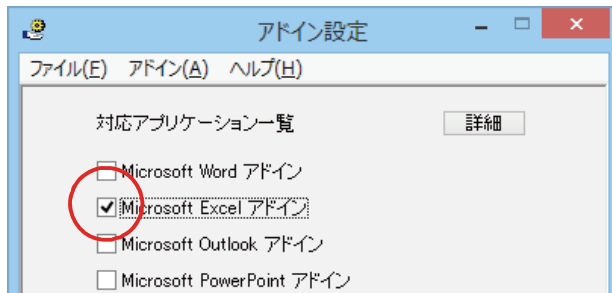 アドイン設定
ファイル(F) アドイン(A) ヘルプ(H)
対応アプリケーション一覧 詳細
Microsoft Word アドイン
Microsoft Excel アドイン
Microsoft Outlook アドイン
Microsoft PowerPoint アドイン